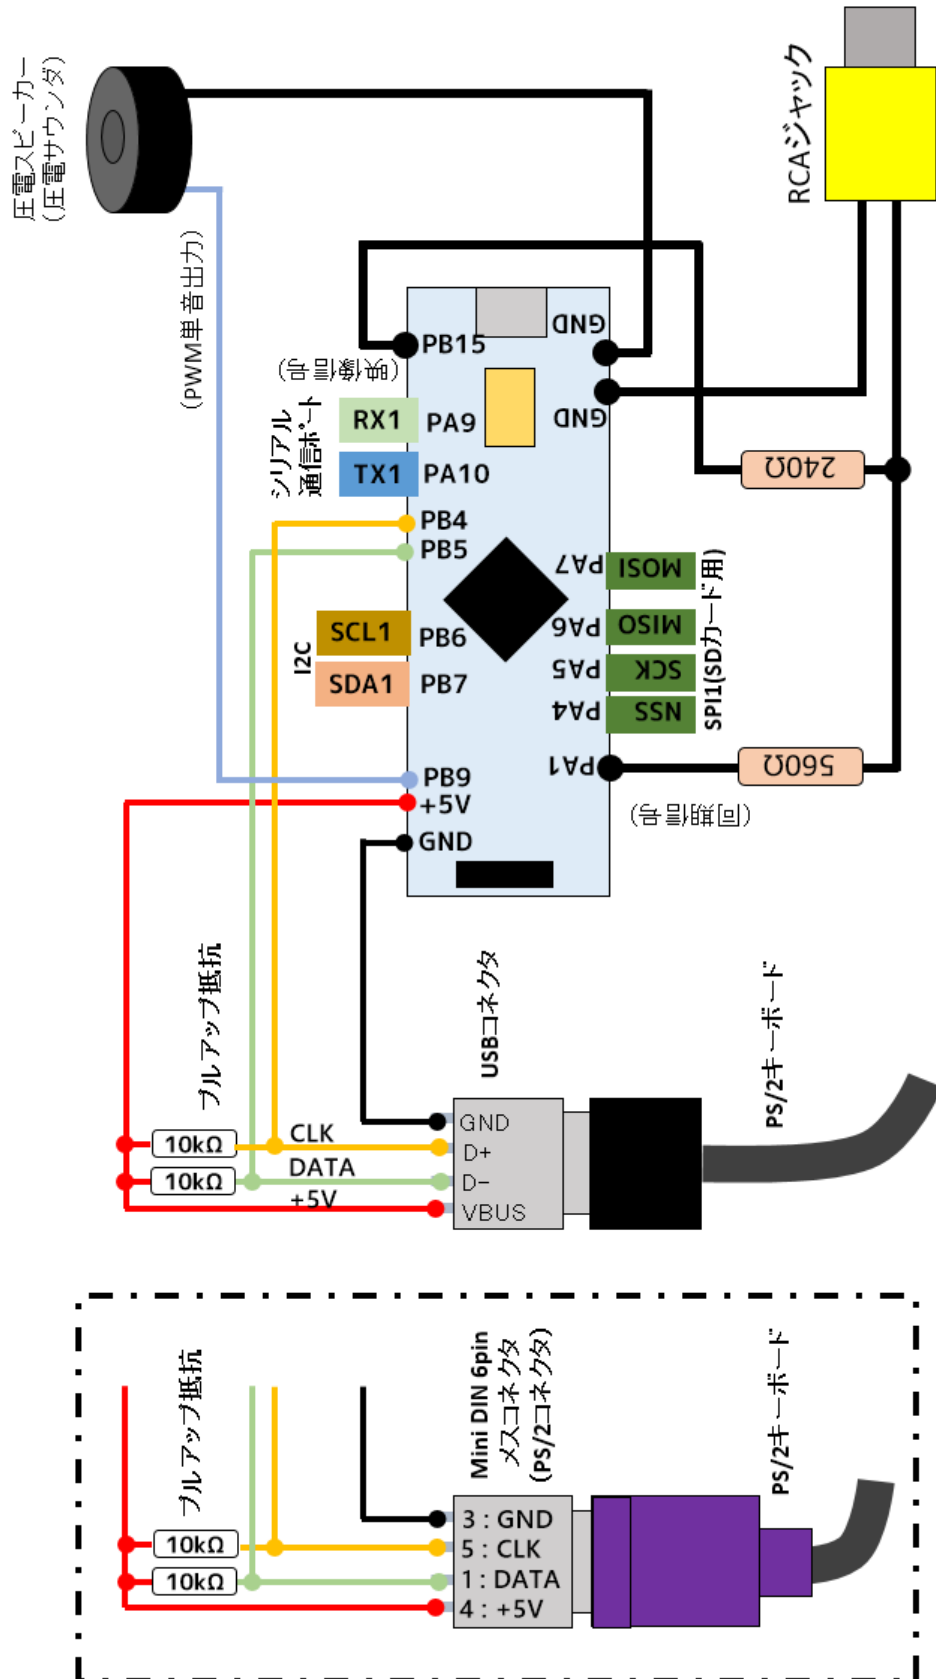 圧電スピーカー
(圧電サウンダ)
RCAジャック
(PWM単音出力)
GND
PB15
(映像信号)
GND
シリアル
通信ポート
RX1
PA9
TX1
PA10
240Ω
PB4
PB5
PA7
MOSI
I2C
SCL1
PB6
PA6
MISO
SDA1
PB7
PA5
SCK
PA4
NSS
SPI1(SDカード用)
PB9
PA1
560Ω
+5V
(同期信号)
GND
プルアップ抵抗
USBコネクタ
PS/2キーボード
10kΩ
CLK
10kΩ
DATA
+5V
GND
D+
D-
VBUS
プルアップ抵抗
Mini DIN 6pin
メスコネクタ
(PS/2コネクタ)
PS/2キーボード
10kΩ
10kΩ
3 : GND
5 : CLK
1 : DATA
4 : +5V